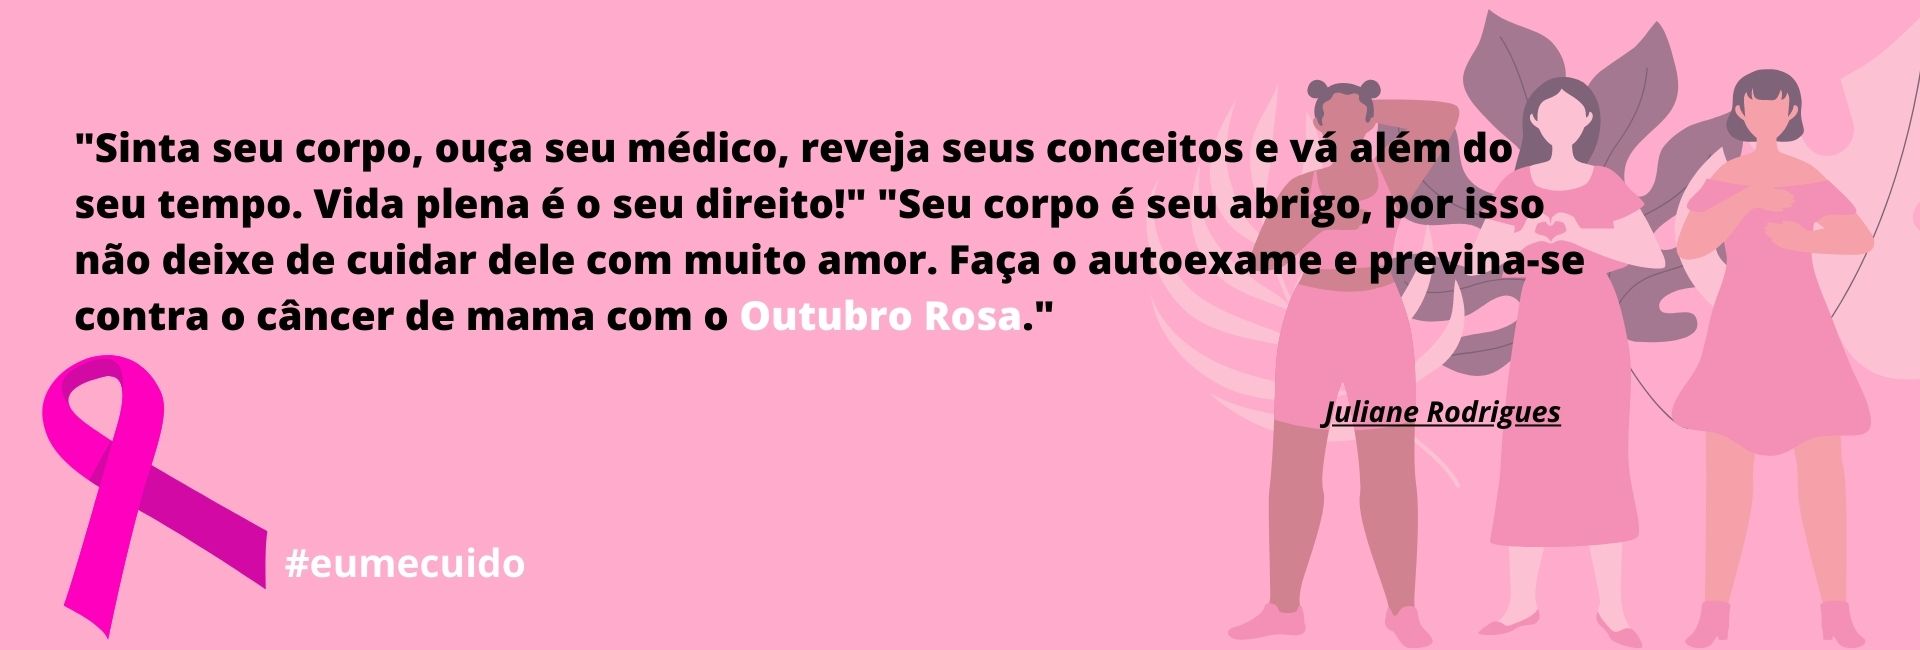 "Sinta seu corpo, ouça seu médico, reveja seus conceitos e vá além do
seu tempo. Vida plena é o seu direito!" "Seu corpo é seu abrigo, por isso
não deixe de cuidar dele com muito amor. Faça o autoexame e previna-se
contra o câncer de mama com o Outubro Rosa."
Juliane Rodrigues
#eumecuido